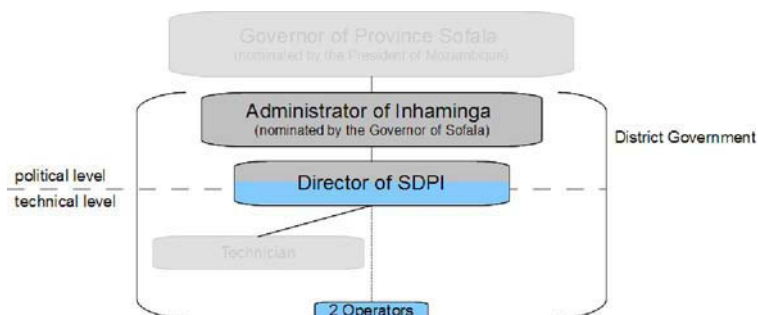 Governor of Province Sofala
(nominated by the President of Mozambique)
Administrator of Inhaminga
(nominated by the Governor of Sofala)
District Government
political level
Director of SDPI
technical level
Technician
2 Operators